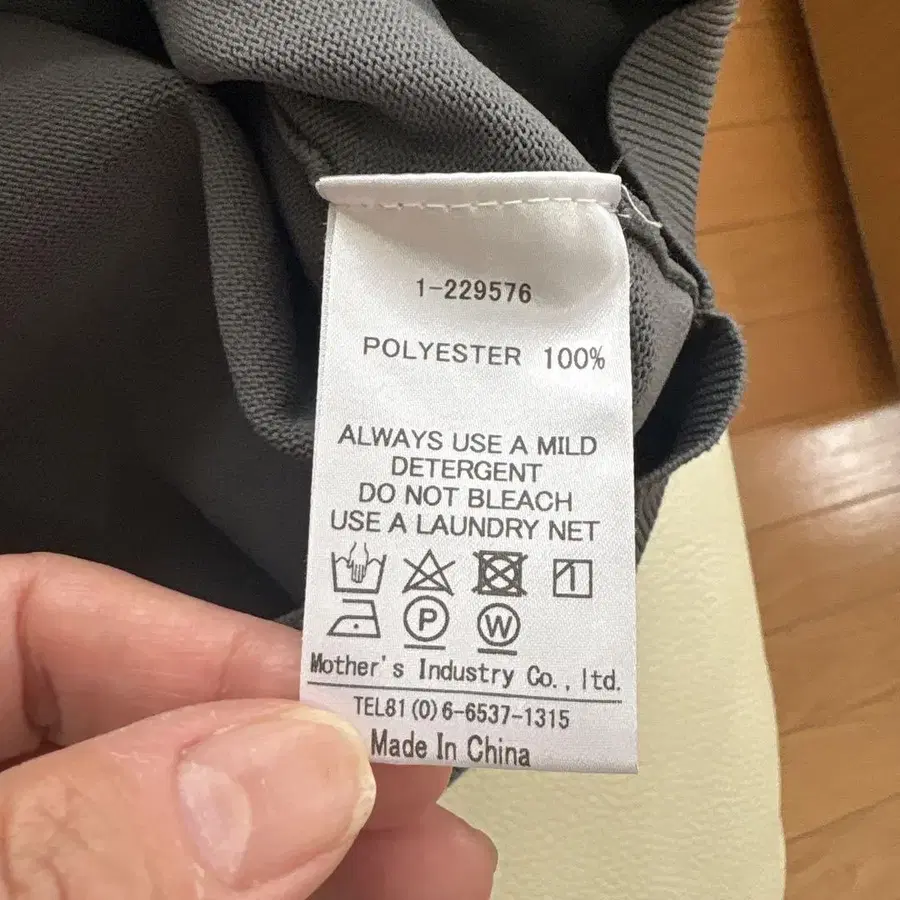 1-229576
POLYESTER 100%
ALWAYS USE A MILD
DETERGENT
DO NOT BLEACH
USE A LAUNDRY NET
P W
Mother's Industry Co., ltd.
TEL81(0)6-6537-1315
Made In China